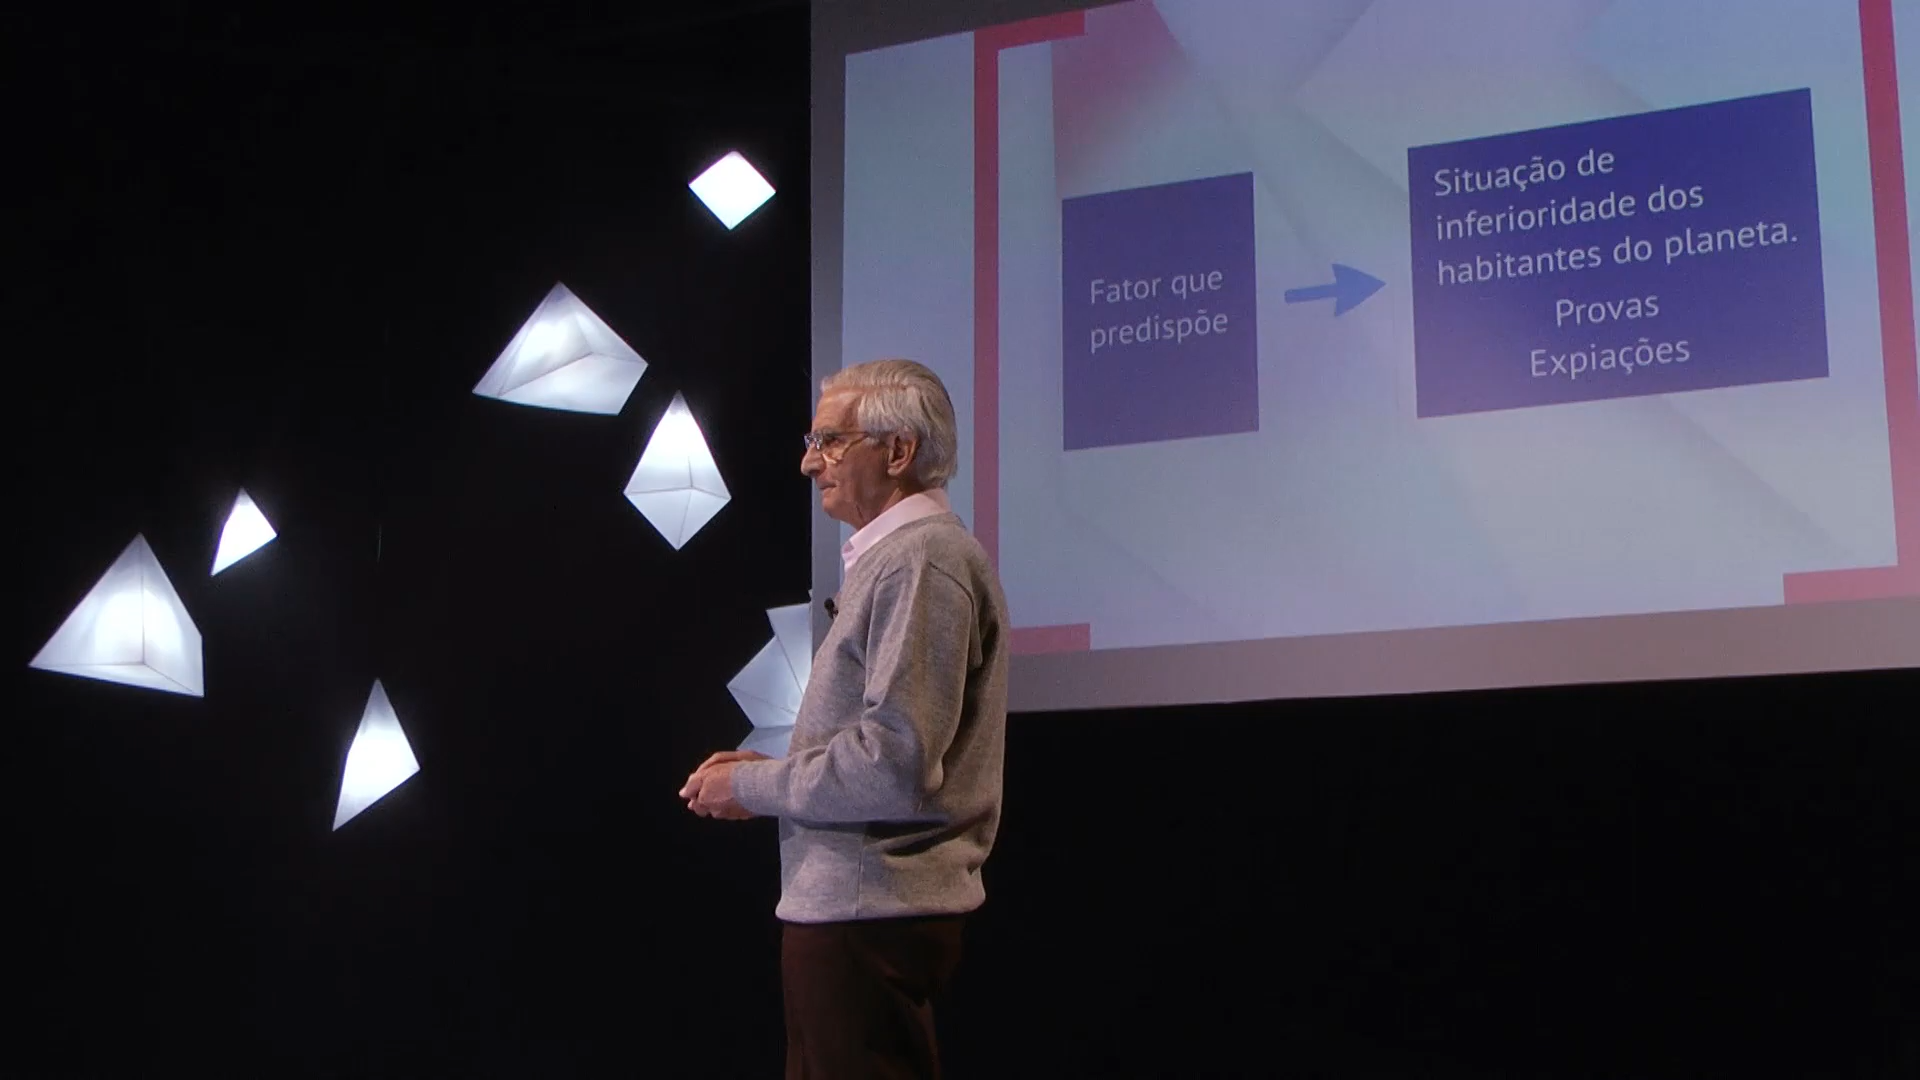 Fator que
predispõe
Situação de
inferioridade dos
habitantes do planeta.
Provas
Expiações